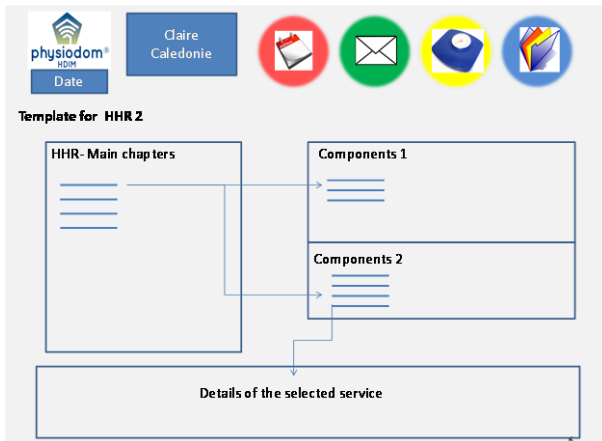 physiodom®
HDIM
Date
Claire
Caledonie
Template for HHR 2
HHR- Main chapters
Components 1
Components 2
Details of the selected service